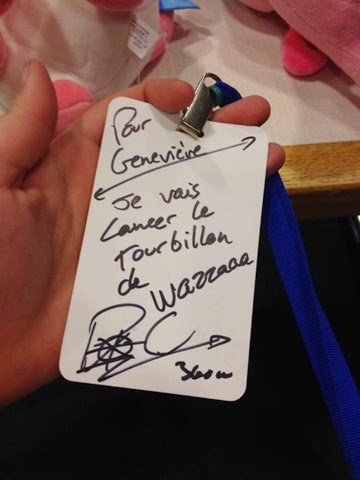 Pour
Geneviève
Je vais
Lancer le
Tourbillon
de Wazzaaa